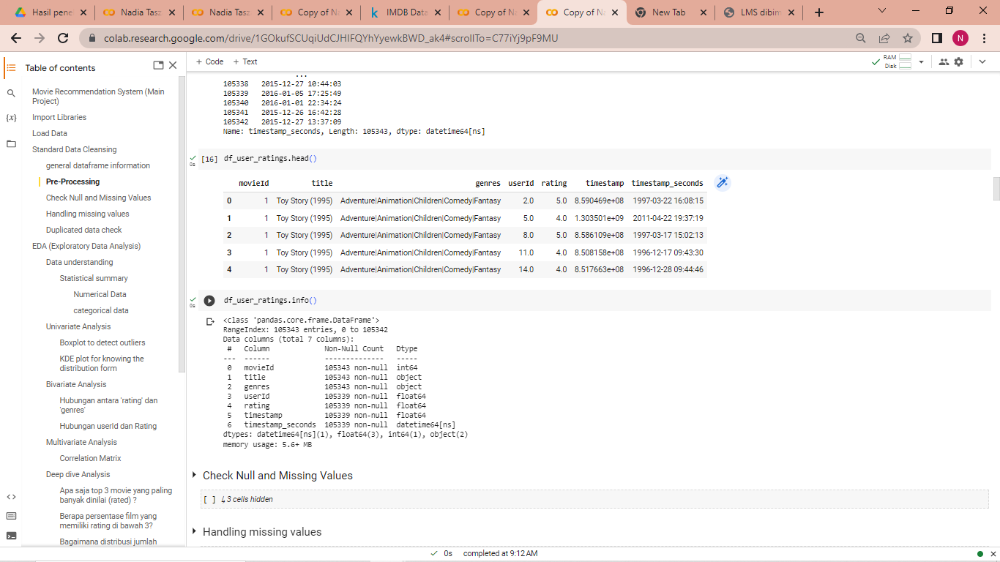 Hasil pene
Nadia Tasz
Nadia Tasz
Copy of Na
IMDB Data
Copy of Na
Copy of Na
New Tab
LMS dibim
colab.research.google.com/drive/1GOkufSCUqiUdCJHIFQYhYyewkBWD_ak4#scrollTo=C77iYj9pF9MU
N
Table of contents
Movie Recommendation System (Main
Project)
Import Libraries
Load Data
Standard Data Cleansing
general dataframe information
Pre-Processing
Check Null and Missing Values
Handling missing values
Duplicated data check
EDA (Exploratory Data Analysis)
Data understanding
Statistical summary
Numerical Data
categorical data
Univariate Analysis
Boxplot to detect outliers
KDE plot for knowing the
distribution form
Bivariate Analysis
Hubungan antara 'rating' dan
'genres'
Hubungan userId dan Rating
Multivariate Analysis
Correlation Matrix
Deep dive Analysis
Apa saja top 3 movie yang paling
banyak dinilai (rated) ?
Berapa persentase film yang
memiliki rating di bawah 3?
Bagaimana distribusi jumlah
+ Code + Text
RAM
Disk
...
105338 2015-12-27 10:44:03
105339 2016-01-05 17:25:49
105340 2016-01-01 22:34:24
105341 2015-12-26 16:42:28
105342 2015-12-27 13:37:09
Name: timestamp_seconds, Length: 105343, dtype: datetime64[ns]
0s [16] df_user_ratings.head()
movieId title genres userId rating timestamp timestamp_seconds
0 1 Toy Story (1995) Adventure|Animation|Children|Comedy|Fantasy 2.0 5.0 8.590469e+08 1997-03-22 16:08:15
1 1 Toy Story (1995) Adventure|Animation|Children|Comedy|Fantasy 5.0 4.0 1.303501e+09 2011-04-22 19:37:19
2 1 Toy Story (1995) Adventure|Animation|Children|Comedy|Fantasy 8.0 5.0 8.586109e+08 1997-03-17 15:02:13
3 1 Toy Story (1995) Adventure|Animation|Children|Comedy|Fantasy 11.0 4.0 8.508158e+08 1996-12-17 09:43:30
4 1 Toy Story (1995) Adventure|Animation|Children|Comedy|Fantasy 14.0 4.0 8.517663e+08 1996-12-28 09:44:46
0s df_user_ratings.info()
<class 'pandas.core.frame.DataFrame'>
RangeIndex: 105343 entries, 0 to 105342
Data columns (total 7 columns):
# Column Non-Null Count Dtype
--- ------ -------------- -----
0 movieId 105343 non-null int64
1 title 105343 non-null object
2 genres 105343 non-null object
3 userId 105339 non-null float64
4 rating 105339 non-null float64
5 timestamp 105339 non-null float64
6 timestamp_seconds 105339 non-null datetime64[ns]
dtypes: datetime64[ns](1), float64(3), int64(1), object(2)
memory usage: 5.6+ MB
Check Null and Missing Values
[ ] ↳ 3 cells hidden
Handling missing values
0s completed at 9:12 AM